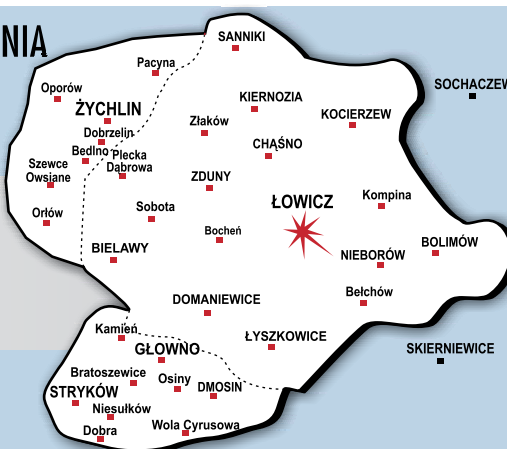 NIA
SANNIKI
Pacyna
Oporów
SOCHACZEW
KIERNOZIA
ŻYCHLIN
KOCIERZEW
Złaków
Dobrzelin
CHĄŚNO
Bedlno
Plecka
Dąbrowa
Szewce
Owsiane
ZDUNY
Kompina
ŁOWICZ
Sobota
Orłów
Bocheń
BOLIMÓW
BIELAWY
NIEBORÓW
Bełchów
DOMANIEWICE
Kamień
ŁYSZKOWICE
GŁOWNO
SKIERNIEWICE
Bratoszewice
Osiny
DMOSIN
STRYKÓW
Niesułków
Wola Cyrusowa
Dobra